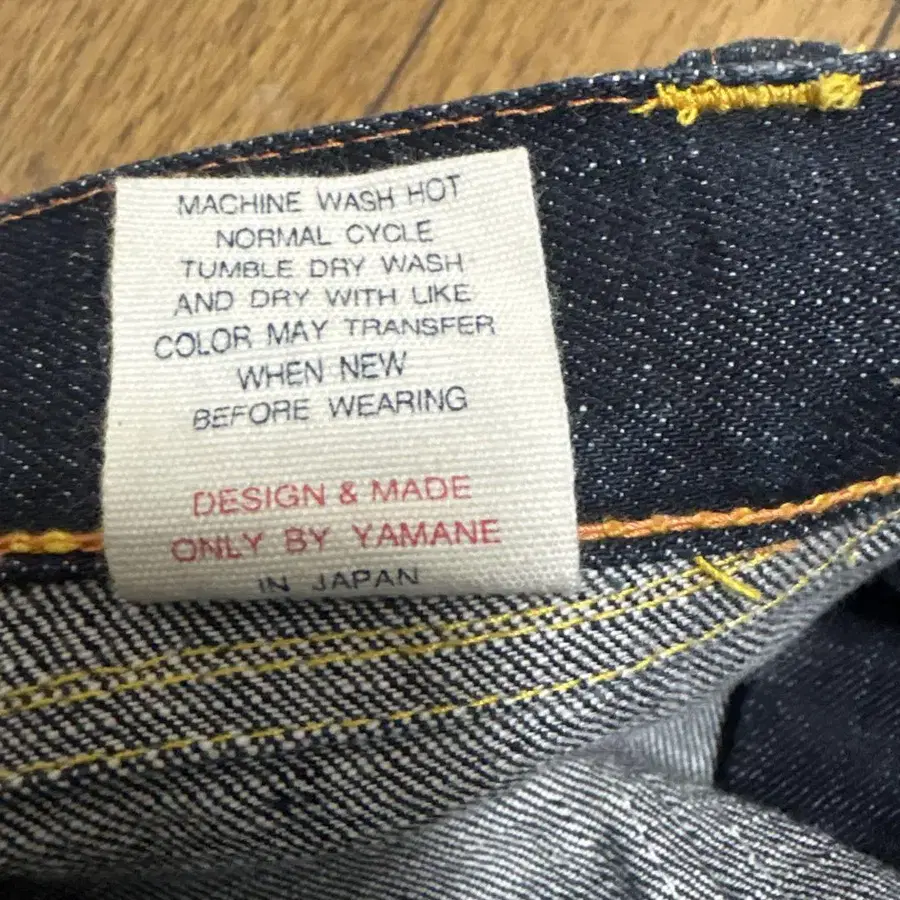 MACHINE WASH HOT
NORMAL CYCLE
TUMBLE DRY WASH
AND DRY WITH LIKE
COLOR MAY TRANSFER
WHEN NEW
BEFORE WEARING
DESIGN & MADE
ONLY BY YAMANE
IN JAPAN